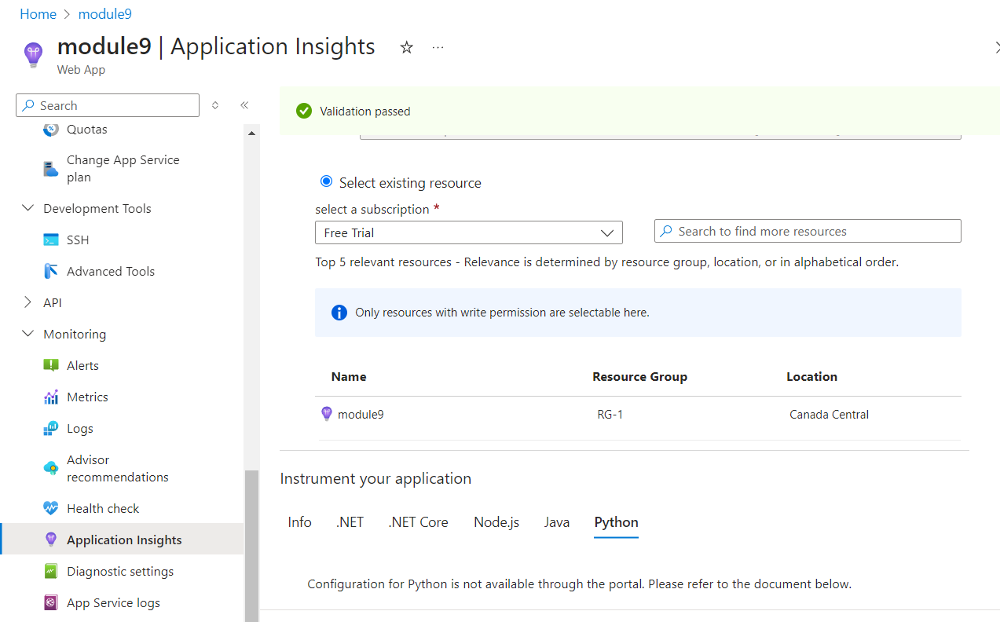 Home > module9
module9 | Application Insights
Web App
Search
Quotas
Change App Service
plan
Development Tools
SSH
Advanced Tools
API
Monitoring
Alerts
Metrics
Logs
Advisor
recommendations
Health check
Application Insights
Diagnostic settings
App Service logs
Validation passed
Select existing resource
select a subscription *
Free Trial
Search to find more resources
Top 5 relevant resources - Relevance is determined by resource group, location, or in alphabetical order.
Only resources with write permission are selectable here.
Name Resource Group Location
module9 RG-1 Canada Central
Instrument your application
Info .NET .NET Core Node.js Java Python
Configuration for Python is not available through the portal. Please refer to the document below.